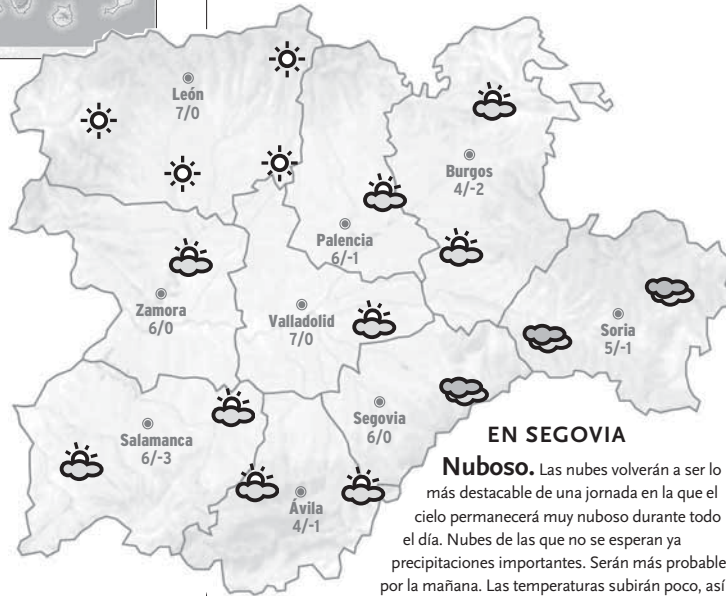 León
7/0
Burgos
4/-2
Palencia
6/-1
Zamora
6/0
Valladolid
7/0
Soria
5/-1
Segovia
6/0
Salamanca
6/-3
Ávila
4/-1
EN SEGOVIA
Nuboso. Las nubes volverán a ser lo
más destacable de una jornada en la que el
cielo permanecerá muy nuboso durante todo
el día. Nubes de las que no se esperan ya
precipitaciones importantes. Serán más probable
por la mañana. Las temperaturas subirán poco, así